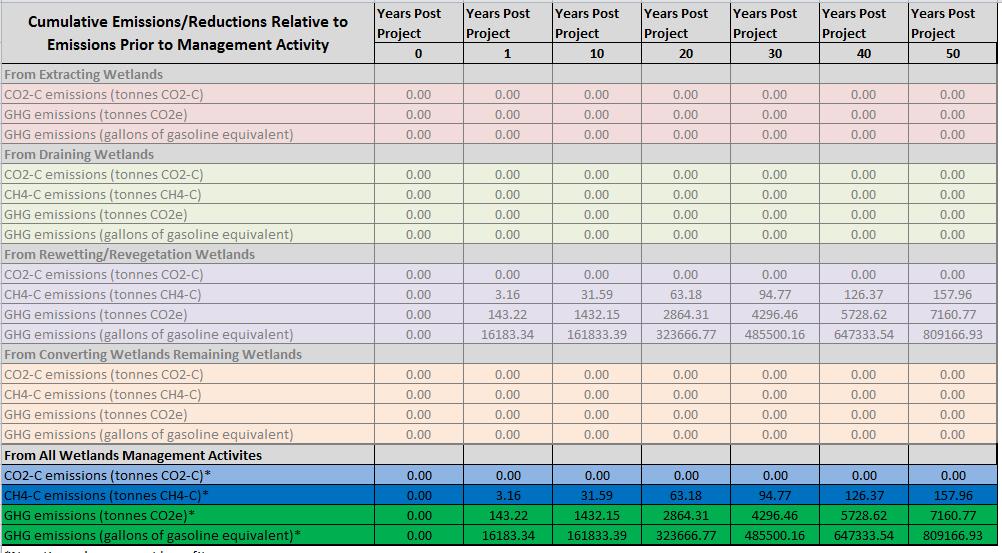 Cumulative Emissions/Reductions Relative to Emissions Prior to Management Activity Years Post Project Years Post Project Years Post Project Years Post Project Years Post Project Years Post Project Years Post Project
0 1 10 20 30 40 50
From Extracting Wetlands
CO2-C emissions (tonnes CO2-C) 0.00 0.00 0.00 0.00 0.00 0.00 0.00
GHG emissions (tonnes CO2e) 0.00 0.00 0.00 0.00 0.00 0.00 0.00
GHG emissions (gallons of gasoline equivalent) 0.00 0.00 0.00 0.00 0.00 0.00 0.00
From Draining Wetlands
CO2-C emissions (tonnes CO2-C) 0.00 0.00 0.00 0.00 0.00 0.00 0.00
CH4-C emissions (tonnes CH4-C) 0.00 0.00 0.00 0.00 0.00 0.00 0.00
GHG emissions (tonnes CO2e) 0.00 0.00 0.00 0.00 0.00 0.00 0.00
GHG emissions (gallons of gasoline equivalent) 0.00 0.00 0.00 0.00 0.00 0.00 0.00
From Rewetting/Revegetation Wetlands
CO2-C emissions (tonnes CO2-C) 0.00 0.00 0.00 0.00 0.00 0.00 0.00
CH4-C emissions (tonnes CH4-C) 0.00 3.16 31.59 63.18 94.77 126.37 157.96
GHG emissions (tonnes CO2e) 0.00 143.22 1432.15 2864.31 4296.46 5728.62 7160.77
GHG emissions (gallons of gasoline equivalent) 0.00 16183.34 161833.39 323666.77 485500.16 647333.54 809166.93
From Converting Wetlands Remaining Wetlands
CO2-C emissions (tonnes CO2-C) 0.00 0.00 0.00 0.00 0.00 0.00 0.00
CH4-C emissions (tonnes CH4-C) 0.00 0.00 0.00 0.00 0.00 0.00 0.00
GHG emissions (tonnes CO2e) 0.00 0.00 0.00 0.00 0.00 0.00 0.00
GHG emissions (gallons of gasoline equivalent) 0.00 0.00 0.00 0.00 0.00 0.00 0.00
From All Wetlands Management Activites
CO2-C emissions (tonnes CO2-C)* 0.00 0.00 0.00 0.00 0.00 0.00 0.00
CH4-C emissions (tonnes CH4-C)* 0.00 3.16 31.59 63.18 94.77 126.37 157.96
GHG emissions (tonnes CO2e)* 0.00 143.22 1432.15 2864.31 4296.46 5728.62 7160.77
GHG emissions (gallons of gasoline equivalent)* 0.00 16183.34 161833.39 323666.77 485500.16 647333.54 809166.93